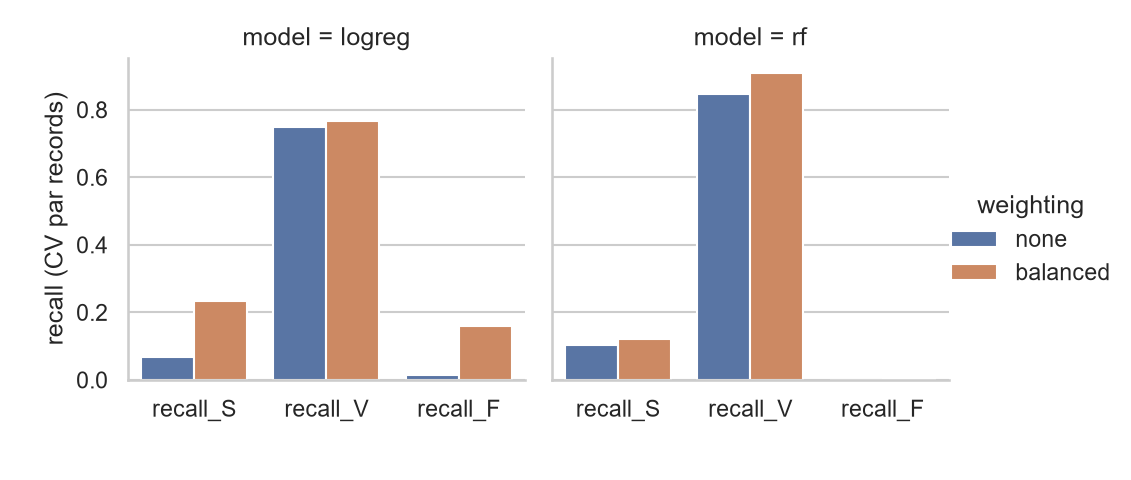 model = logreg
model = rf
recall (CV par records)
0.8
0.6
0.4
0.2
0.0
recall_S
recall_V
recall_F
recall_S
recall_V
recall_F
weighting
none
balanced